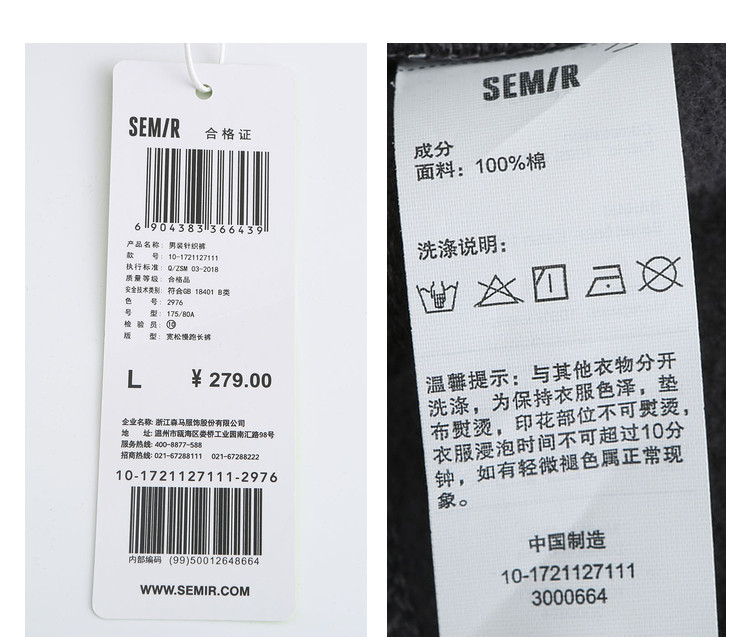 SEMIR 合格证
6 904383 366439
产品名称: 男装针织裤
款 号: 10-1721127111
执行标准: Q/ZSM 03-2018
质量等级: 合格品
安全技术类别: 符合GB 18401 B类
色 号: 2976
号 型: 175/80A
检 验 员: ⑩
版 型: 宽松慢跑长裤
L ¥ 279.00
企业名称: 浙江森马服饰股份有限公司
地 址: 温州市瓯海区娄桥工业园南汇路98号
服务热线: 400-8877-588
招商热线: 021-67288111 021-67288222
10-1721127111-2976
内部编码 (99)50012648664
WWW.SEMIR.COM
SEMIR
成分
面料: 100%棉
洗涤说明:
温馨提示: 与其他衣物分开
洗涤, 为保持衣服色泽, 垫
布熨烫, 印花部位不可熨烫,
衣服浸泡时间不可超过10分
钟, 如有轻微褪色属正常现
象。
中国制造
10-1721127111
3000664